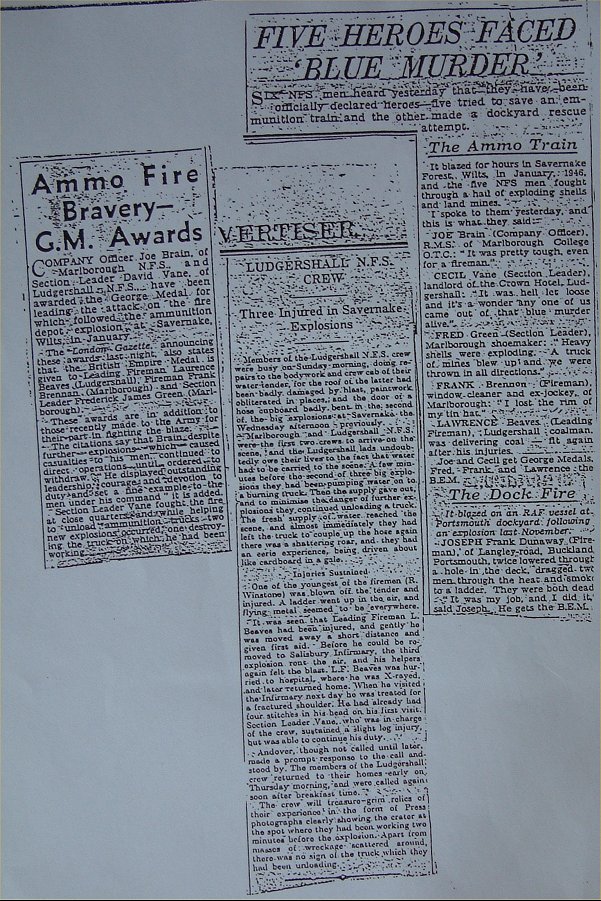 FIVE HEROES FACED
'BLUE MURDER'
SIX NFS men heard yesterday that they have been
officially declared heroes—five tried to save an em-
munition train and the other made a dockyard rescue
attempt.
The Ammo Train
It blazed for hours in Savernake
Forest, Wilts, in January, 1946,
and the five NFS men fought
through a hail of exploding shells
and land mines.
I spoke to them yesterday, and
this is what they said:—
JOE Brain (Company Officer),
R.M.S. of Marlborough College
O.T.C.: "It was pretty tough, even
for a fireman."
CECIL Vane (Section Leader),
landlord of the Crown Hotel, Lud-
gershall: "It was hell let loose
and it's a wonder any one of us
came out of that blue murder
alive."
FRED Green (Section Leader),
Marlborough shoemaker: "Heavy
shells were exploding. A truck
of mines blew up and we were
thrown in all directions."
FRANK Brennon (Fireman),
window cleaner and ex-jockey, of
Marlborough: "I lost the rim of
my tin hat."
LAWRENCE Beaves (Leading
Fireman), Ludgershall coalman,
was delivering coal — fit again
after his injuries.
Joe and Cecil get George Medals.
Fred, Frank and Lawrence the
B.E.M.
The Dock Fire
It blazed on an RAF vessel at
Portsmouth dockyard following
an explosion last November.
JOSEPH Frank Dunaway (Fire-
man), of Langley-road, Buckland,
Portsmouth, twice lowered through
a hole in the deck, dragged two
men through the heat and smoke
to a ladder. They were both dead.
"It was my job, and I did it,"
said Joseph. He gets the B.E.M.
Ammo Fire
Bravery—
G.M. Awards
COMPANY Officer Joe Brain, of
Marlborough N.F.S., and
Section Leader David Vane, of
Ludgershall N.F.S., have been
awarded the George Medal for
leading the attack on the fire
which followed the ammunition
depot explosion at Savernake,
Wilts, in January.
The "London Gazette," announcing
these awards last night, also states
that the British Empire Medal is
given to Leading Fireman Laurence
Beaves (Ludgershall), Fireman Frank
Brennan (Marlborough), and Section
Leader Frederick James Green (Marl-
borough).
These awards are in addition to
those recently made to the Army for
their part in fighting the blaze.
The citations say that Brain, despite
further explosions which caused
casualties to his men, continued to
direct operations until ordered to
withdraw. "He displayed outstanding
leadership, courage and devotion to
duty and set a fine example to the
men under his command," it is added.
Section Leader Vane fought the fire
at close quarters and while helping
to unload ammunition trucks two
new explosions occurred, one destroy-
ing the truck on which he had been
working.
VERTISER.
LUDGERSHALL N.F.S.
CREW
Three Injured in Savernake
Explosions
Members of the Ludgershall N.F.S. crew
were busy on Sunday morning, doing re-
pairs to the bodywork and crew cab of their
water tender, for the roof of the latter had
been badly damaged by blast, paintwork
obliterated in places, and the door of a
hose cupboard badly bent in the second
of the big explosions at Savernake the
Wednesday afternoon previously.
Marlborough and Ludgershall N.F.S.
were the first two crews to arrive on the
scene, and the Ludgershall lads undoub-
tedly owe their lives to the fact that water
had to be carried to the scene. A few min-
utes before the second of three big explo-
sions they had been pumping water on to
a burning truck. Then the supply gave out,
and to minimise the danger of further ex-
plosions they continued unloading a truck.
The fresh supply of water reached the
scene, and almost immediately they had
left the truck to couple up the hose again
there was a shattering roar, and they had
an eerie experience, being driven about
like cardboard in a gale.
Injuries Sustained
One of the youngest of the firemen (R.
Winstone) was blown off the tender and
injured. A ladder went up in the air, and
flying metal seemed to be everywhere.
It was seen that Leading Fireman L.
Beaves had been injured, and gently he
was moved away a short distance and
given first aid. Before he could be re-
moved to Salisbury Infirmary, the third
explosion rent the air, and his helpers
again felt the blast. L.F. Beaves was hur-
ried to hospital, where he was X-rayed,
and later returned home. When he visited
the Infirmary next day he was treated for
a fractured shoulder. He had already had
four stitches in his head on his first visit.
Section Leader Vane, who was in charge
of the crew, sustained a slight leg injury,
but was able to continue his duty.
Andover, though not called until later,
made a prompt response to the call and
stood by. The members of the Ludgershall
crew returned to their homes early on
Thursday morning, and were called again
soon after breakfast time.
The crew will treasure grim relics of
their experience in the form of Press
photographs clearly showing the crater at
the spot where they had been working two
minutes before the explosion. Apart from
masses of wreckage scattered around,
there was no sign of the truck which they
had been unloading.